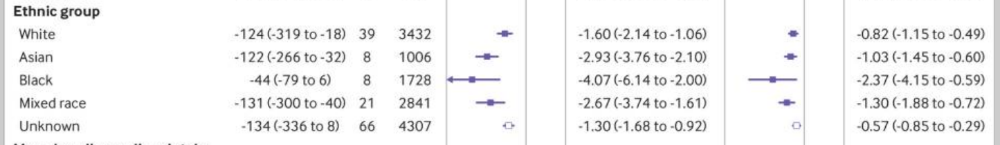 Ethnic group
White -124 (-319 to -18) 39 3432 -1.60 (-2.14 to -1.06) -0.82 (-1.15 to -0.49)
Asian -122 (-266 to -32) 8 1006 -2.93 (-3.76 to -2.10) -1.03 (-1.45 to -0.60)
Black -44 (-79 to 6) 8 1728 -4.07 (-6.14 to -2.00) -2.37 (-4.15 to -0.59)
Mixed race -131 (-300 to -40) 21 2841 -2.67 (-3.74 to -1.61) -1.30 (-1.88 to -0.72)
Unknown -134 (-336 to 8) 66 4307 -1.30 (-1.68 to -0.92) -0.57 (-0.85 to -0.29)